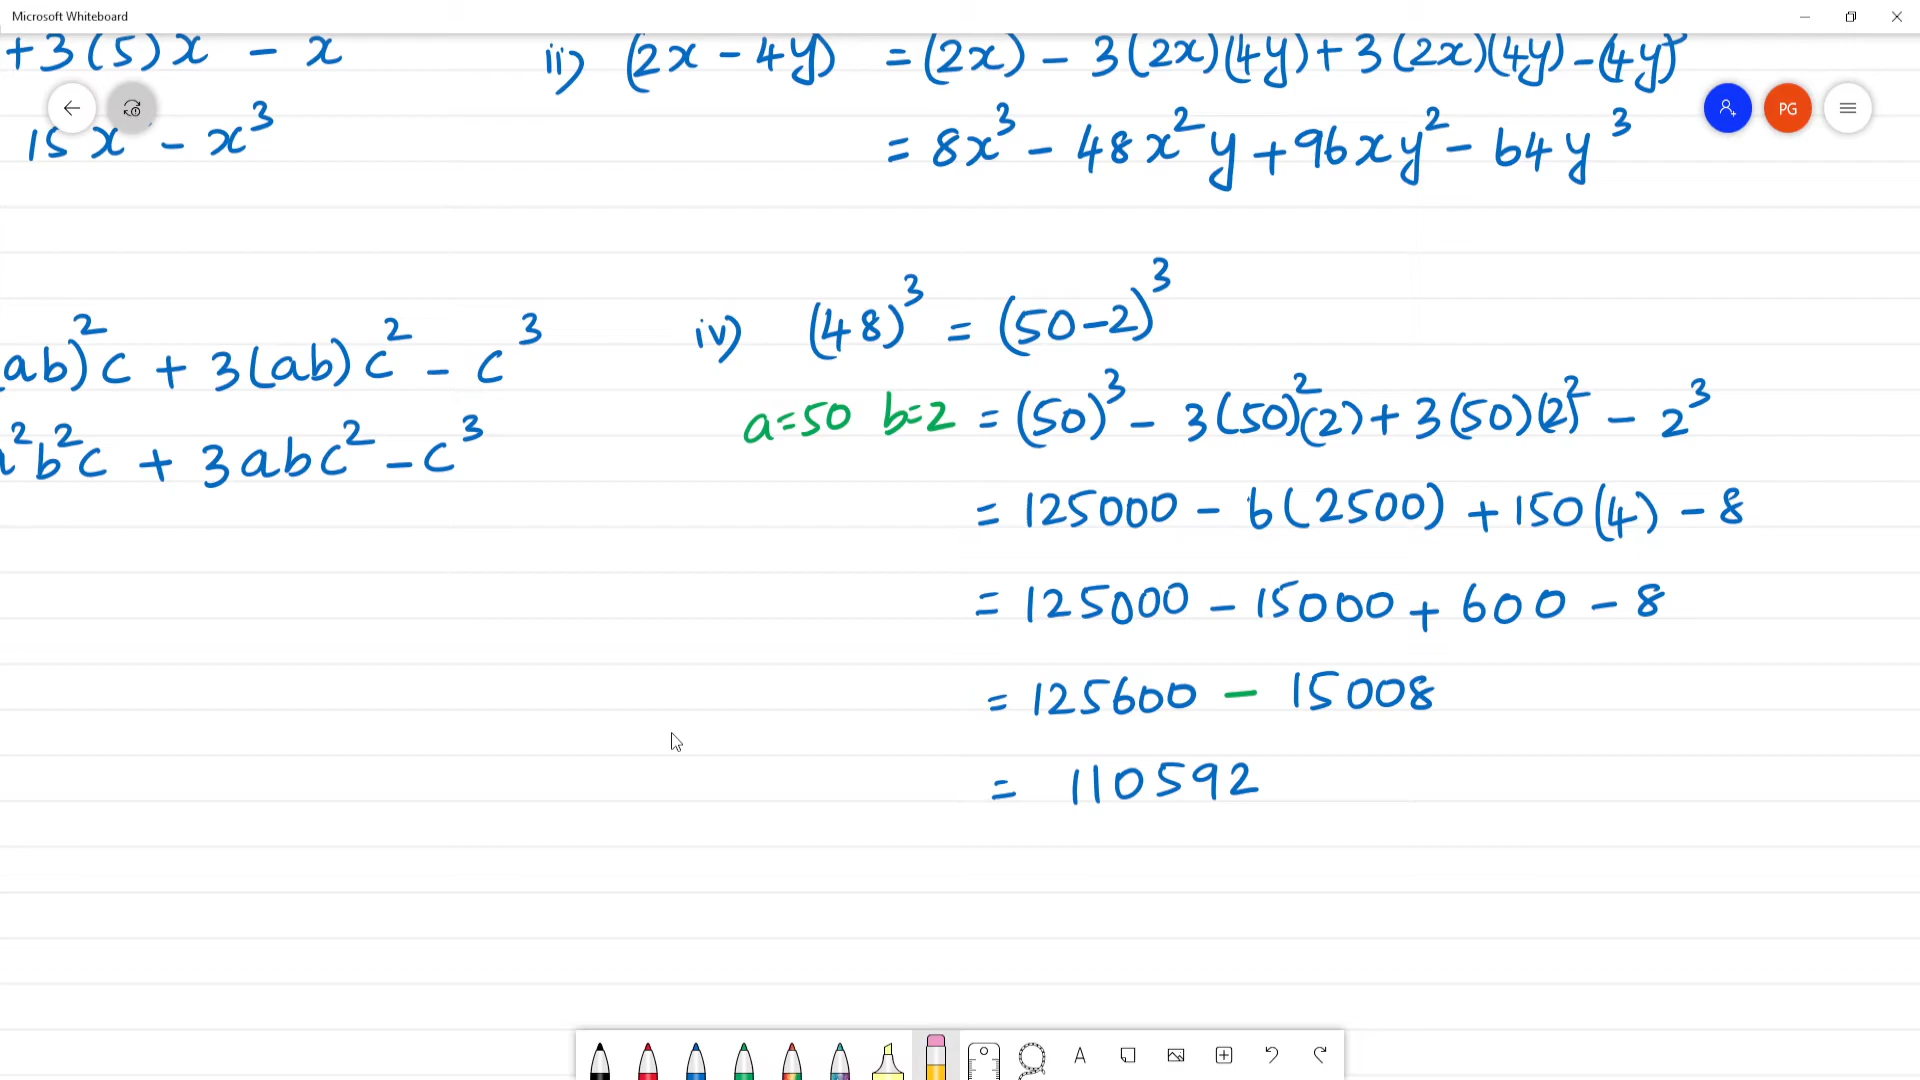 Microsoft Whiteboard
+3(5)x - x
15x - x³
ii) (2x - 4y) = (2x) - 3(2x)(4y) + 3(2x)(4y) - (4y)
= 8x³ - 48x²y + 96xy² - 64y³
PG
ab)²c + 3(ab)c² - c³
²b²c + 3abc² - c³
iv) (48)³ = (50-2)³
a=50 b=2 = (50)³ - 3(50)²(2) + 3(50)(2)² - 2³
= 125000 - 6(2500) + 150(4) - 8
= 125000 - 15000 + 600 - 8
= 125600 - 15008
= 110592